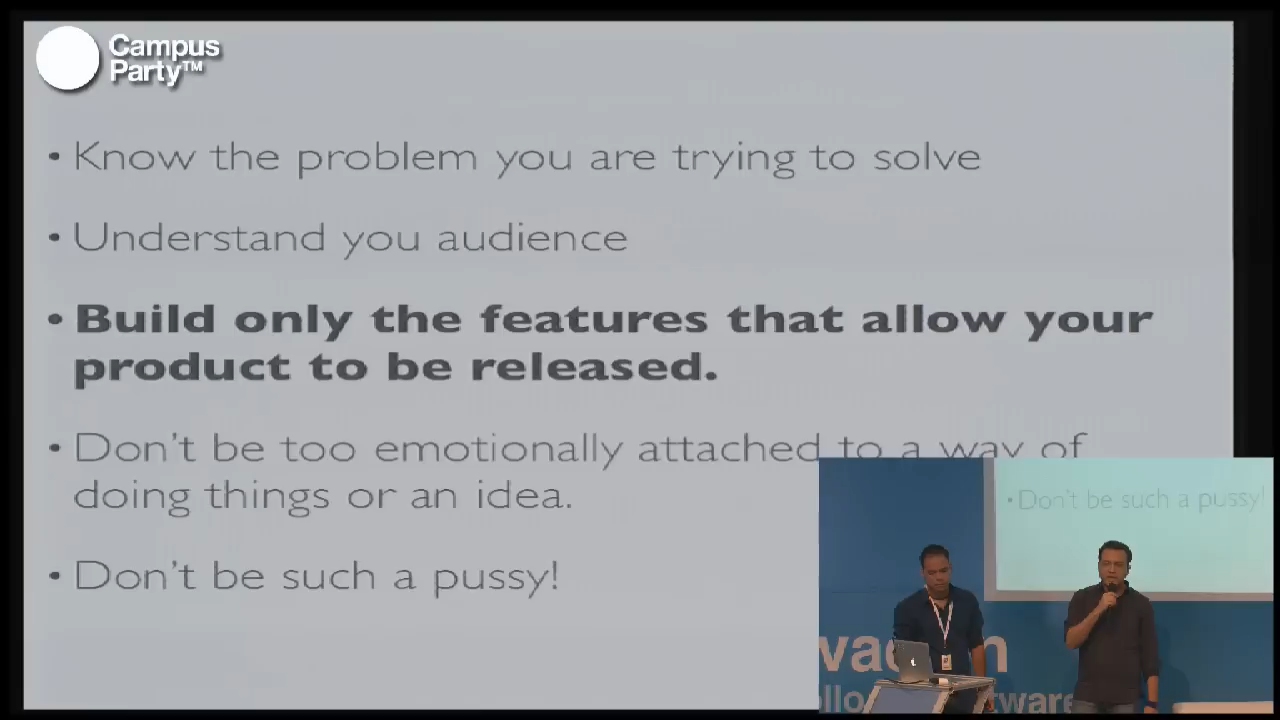 Campus
Party™
• Know the problem you are trying to solve
• Understand you audience
• Build only the features that allow your
product to be released.
• Don't be too emotionally attached to a way of
doing things or an idea.
• Don't be such a pussy!
• Don't be such a pussy!